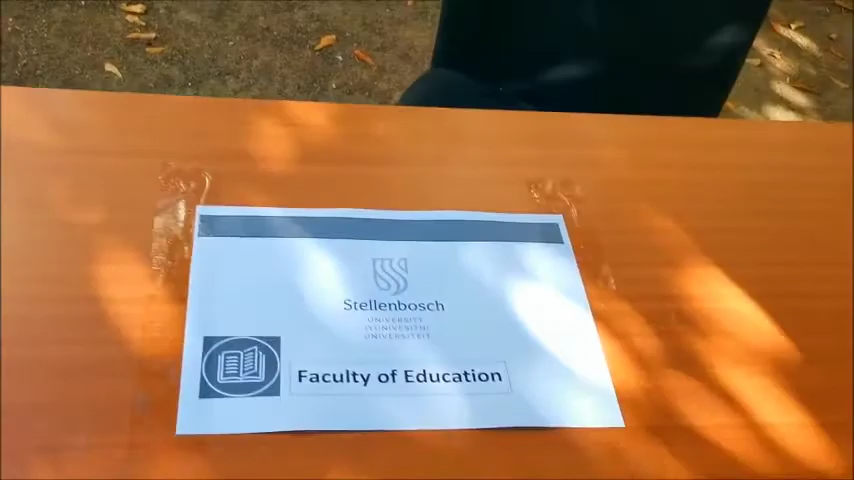 Stellenbosch
UNIVERSITY
IYUNIVESITHI
UNIVERSITEIT
Faculty of Education